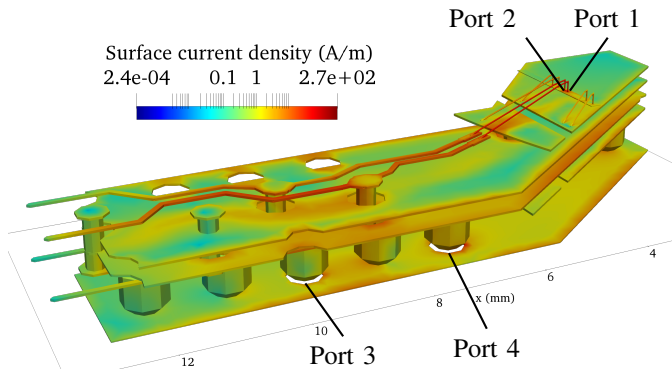 Port 2 Port 1
Surface current density (A/m)
2.4e-04 0.1 1 2.7e+02
4
6
x (mm)
8
10
12
Port 4
Port 3